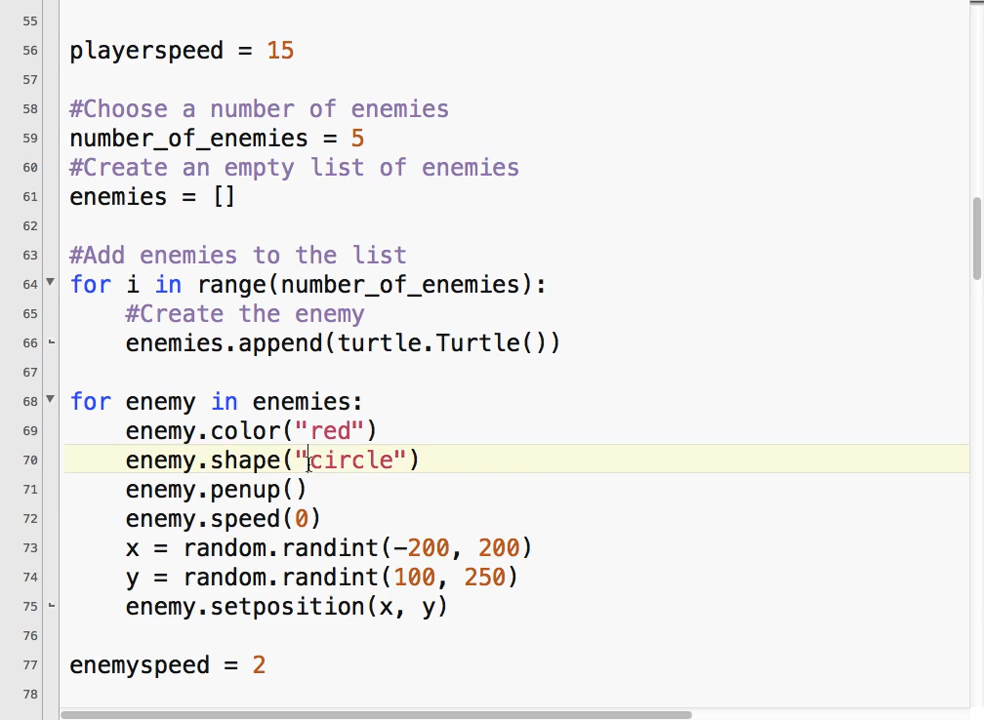 55
56 playerspeed = 15
57
58 #Choose a number of enemies
59 number_of_enemies = 5
60 #Create an empty list of enemies
61 enemies = []
62
63 #Add enemies to the list
64 for i in range(number_of_enemies):
65     #Create the enemy
66     enemies.append(turtle.Turtle())
67
68 for enemy in enemies:
69     enemy.color("red")
70     enemy.shape("circle")
71     enemy.penup()
72     enemy.speed(0)
73     x = random.randint(-200, 200)
74     y = random.randint(100, 250)
75     enemy.setposition(x, y)
76
77 enemyspeed = 2
78